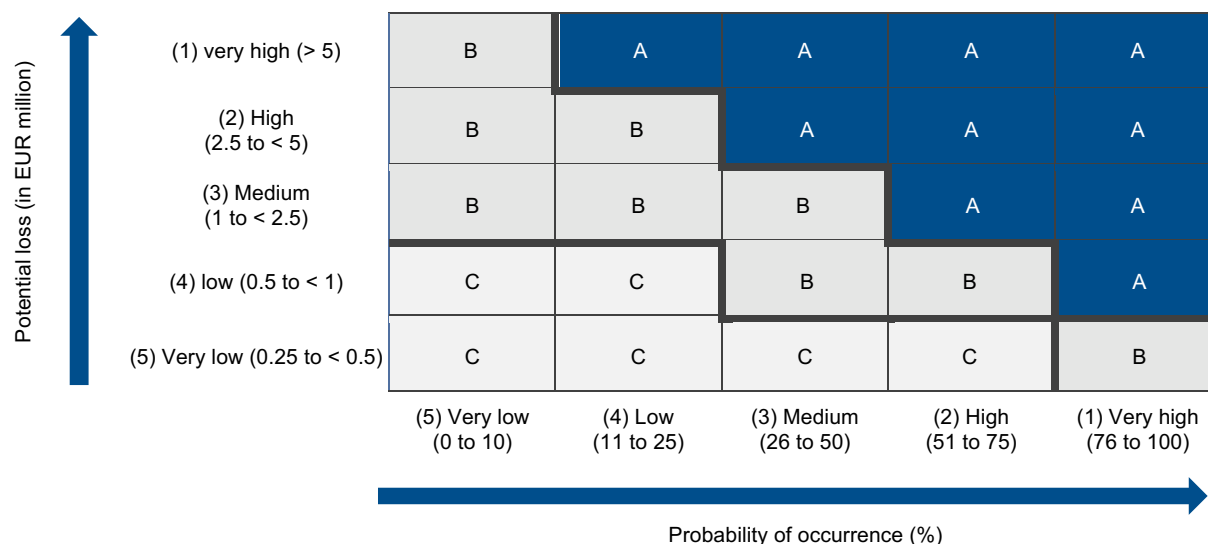 Potential loss (in EUR million)
(1) very high (> 5)
B
A
A
A
A
(2) High
(2.5 to < 5)
B
B
A
A
A
(3) Medium
(1 to < 2.5)
B
B
B
A
A
(4) low (0.5 to < 1)
C
C
B
B
A
(5) Very low (0.25 to < 0.5)
C
C
C
C
B
(5) Very low
(0 to 10)
(4) Low
(11 to 25)
(3) Medium
(26 to 50)
(2) High
(51 to 75)
(1) Very high
(76 to 100)
Probability of occurrence (%)